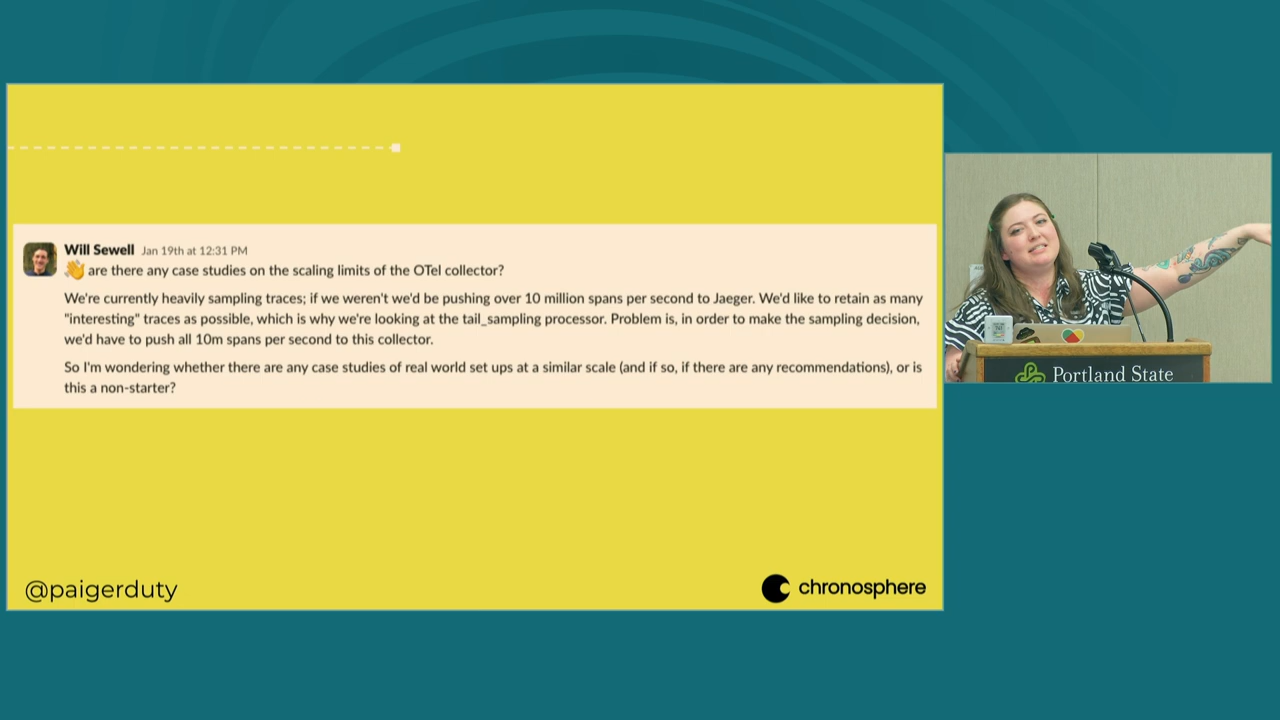 Will Sewell Jan 19th at 12:31 PM
👋 are there any case studies on the scaling limits of the OTel collector?
We're currently heavily sampling traces; if we weren't we'd be pushing over 10 million spans per second to Jaeger. We'd like to retain as many
"interesting" traces as possible, which is why we're looking at the tail_sampling processor. Problem is, in order to make the sampling decision,
we'd have to push all 10m spans per second to this collector.
So I'm wondering whether there are any case studies of real world set ups at a similar scale (and if so, if there are any recommendations), or is
this a non-starter?
@paigerduty
chronosphere
Portland State